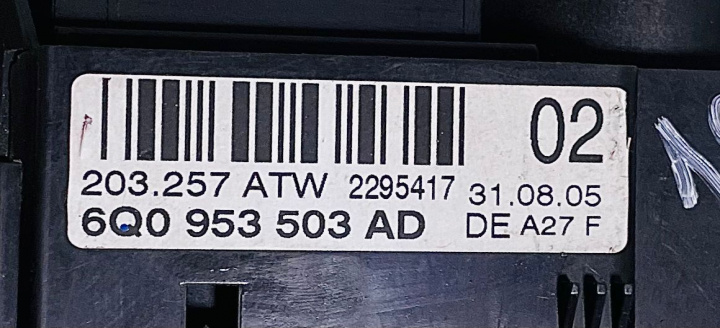 02
203.257 ATW 2295417 31.08.05
6Q0 953 503 AD DE A27 F